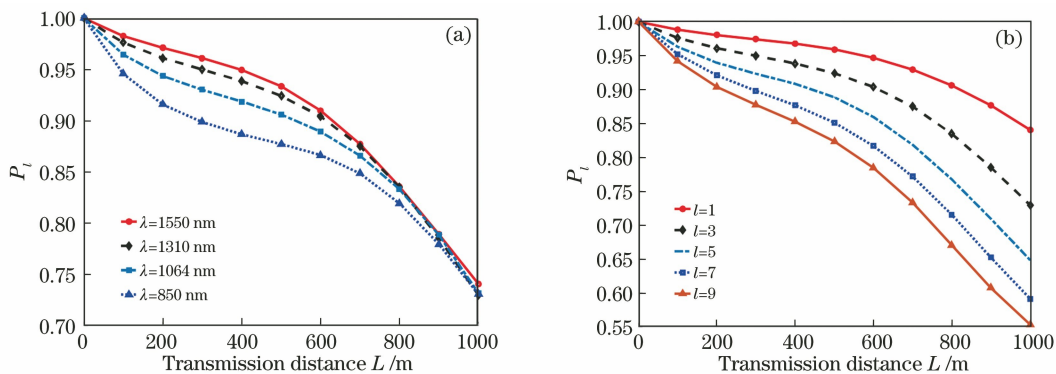 (a)
1.00
0.95
0.90
0.85
0.80
0.75
0.70
P_l
λ=1550 nm
λ=1310 nm
λ=1064 nm
λ=850 nm
0 200 400 600 800 1000
Transmission distance L /m
(b)
1.00
0.95
0.90
0.85
0.80
0.75
0.70
0.65
0.60
0.55
P_l
l=1
l=3
l=5
l=7
l=9
0 200 400 600 800 1000
Transmission distance L /m